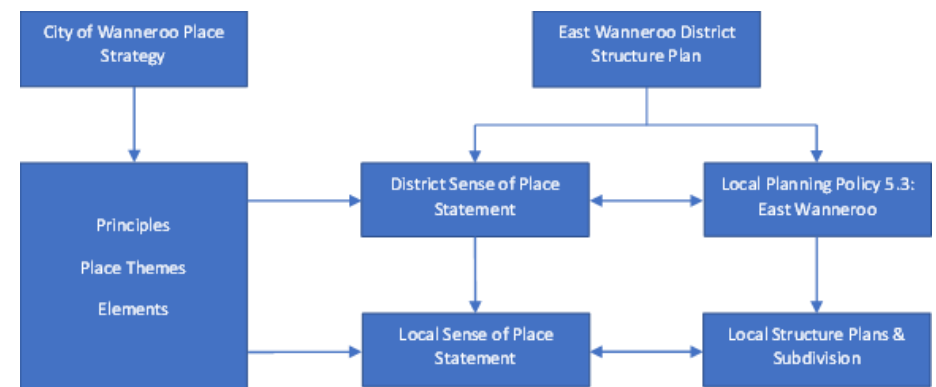 City of Wanneroo Place
Strategy
East Wanneroo District
Structure Plan
Principles
Place Themes
Elements
District Sense of Place
Statement
Local Planning Policy 5.3:
East Wanneroo
Local Sense of Place
Statement
Local Structure Plans &
Subdivision